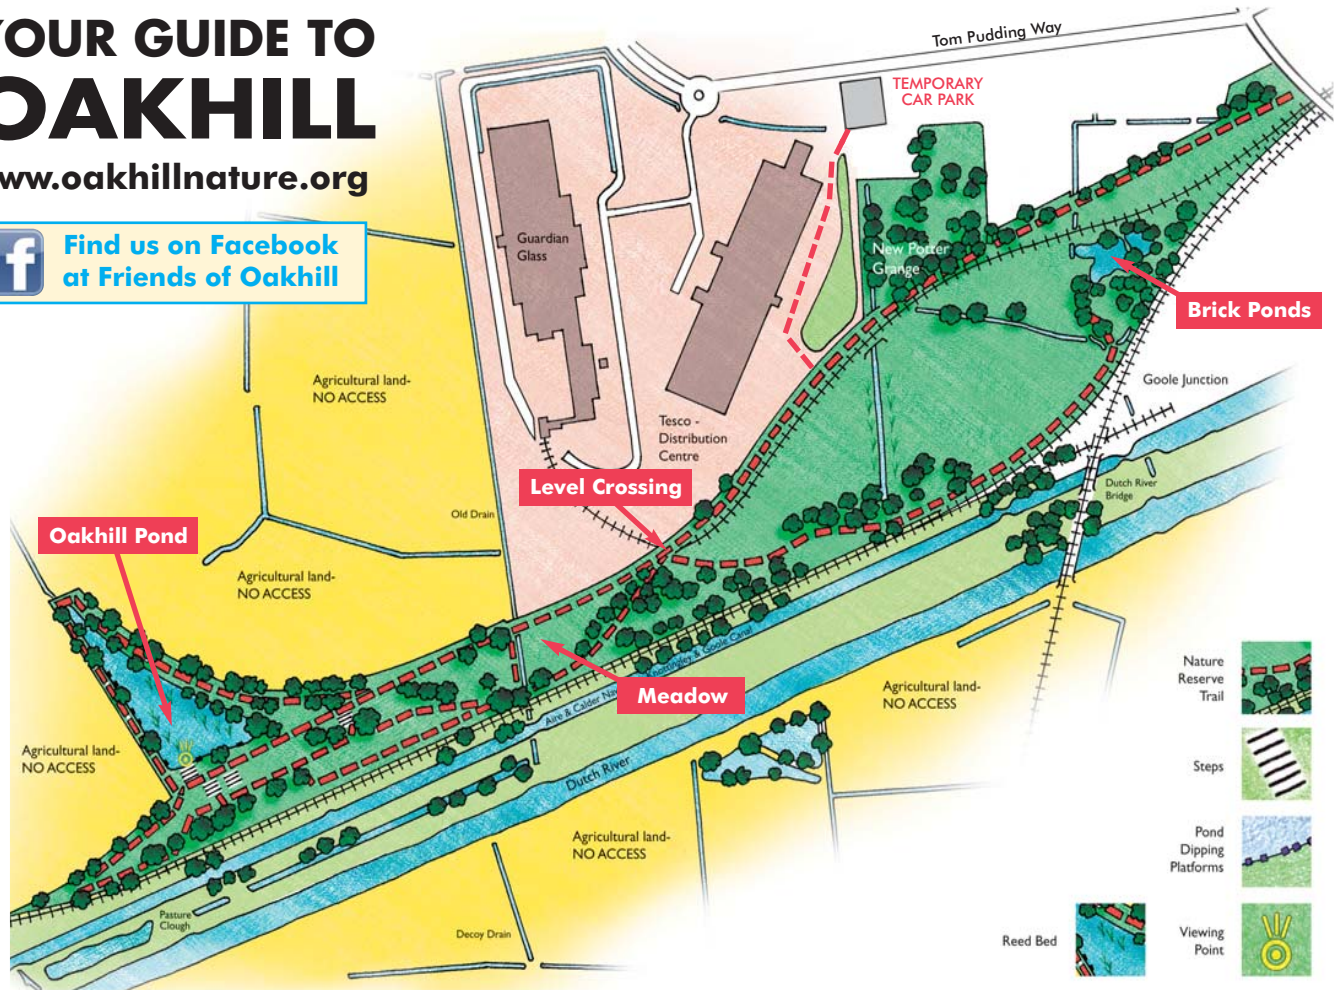 YOUR GUIDE TO
OAKHILL
www.oakhillnature.org
f
Find us on Facebook
at Friends of Oakhill
Tom Pudding Way
TEMPORARY
CAR PARK
Guardian
Glass
New Potter
Grange
Brick Ponds
Goole Junction
Agricultural land-
NO ACCESS
Tesco -
Distribution
Centre
Level Crossing
Dutch River
Bridge
Old Drain
Oakhill Pond
Agricultural land-
NO ACCESS
Aire & Calder Nav
Knottingley & Goole Canal
Meadow
Agricultural land-
NO ACCESS
Agricultural land-
NO ACCESS
Dutch River
Agricultural land-
NO ACCESS
Pasture
Clough
Decoy Drain
Nature
Reserve
Trail
Steps
Pond
Dipping
Platforms
Reed Bed
Viewing
Point